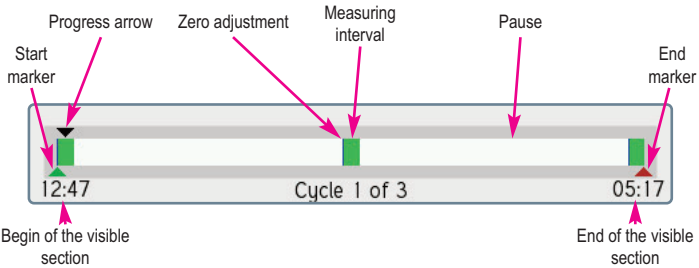 Progress arrow
Zero adjustment
Measuring
interval
Pause
Start
marker
End
marker
12:47
Cycle 1 of 3
05:17
Begin of the visible
section
End of the visible
section